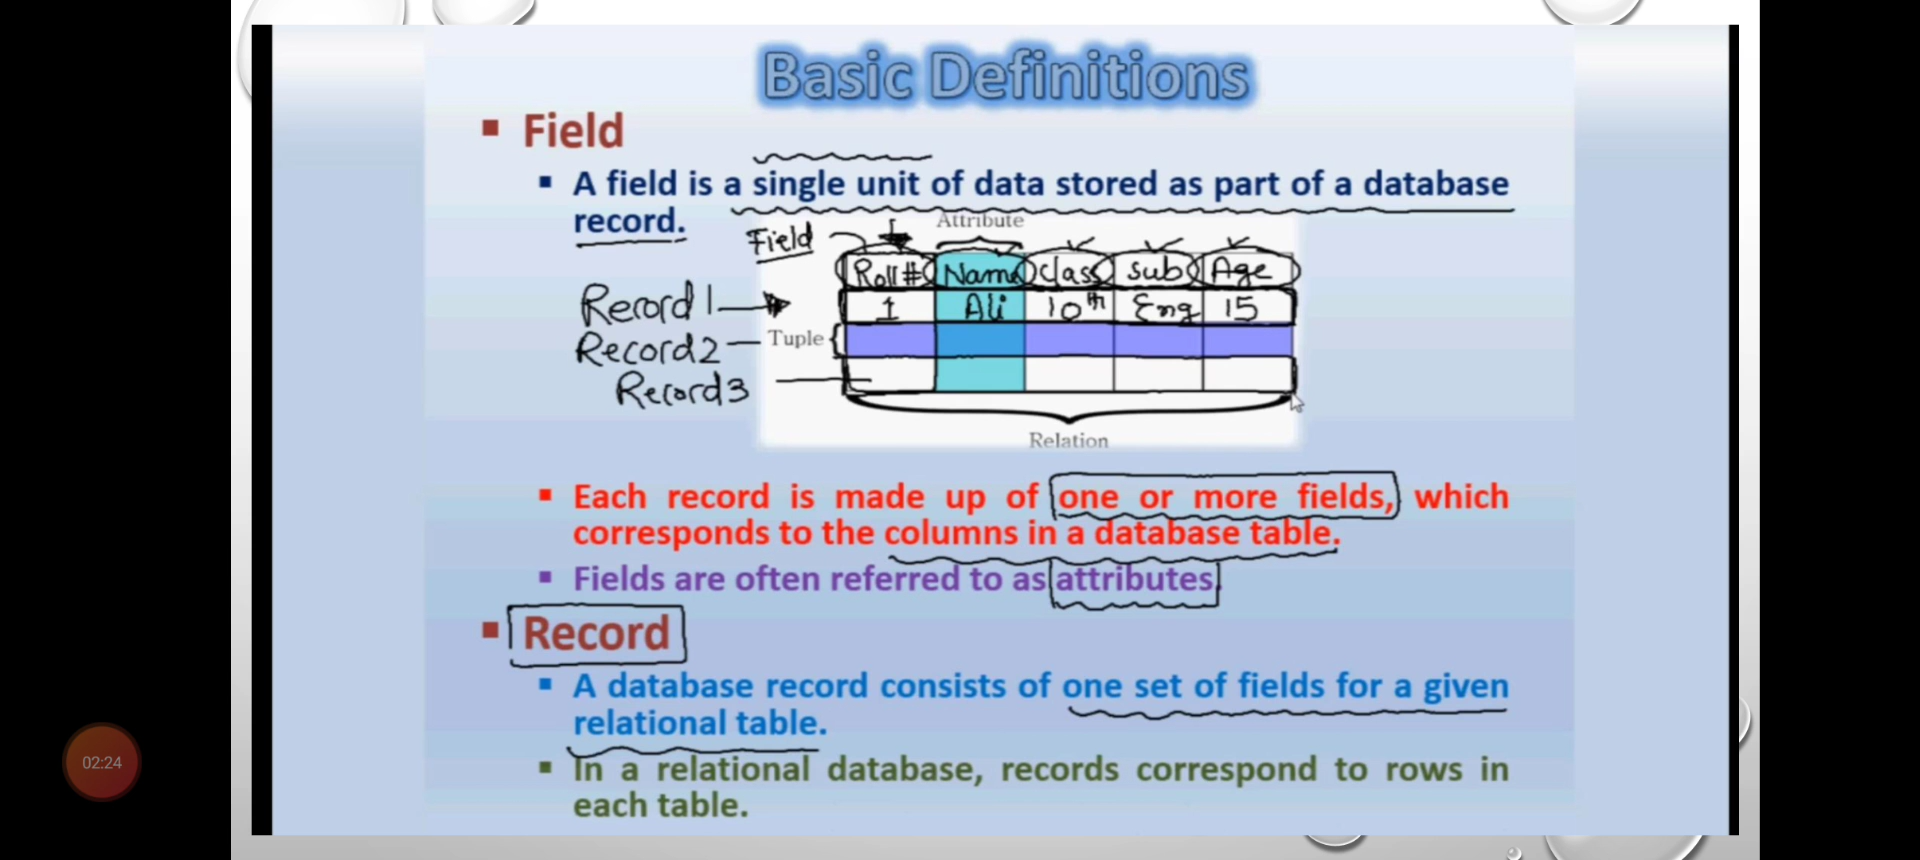 Basic Definitions
Field
A field is a single unit of data stored as part of a database
record.
Attribute
Field
Roll# Name class sub Age
Record 1
1 Ali 10th Eng 15
Record 2 Tuple
Record 3
Relation
Each record is made up of one or more fields, which
corresponds to the columns in a database table.
Fields are often referred to as attributes.
Record
A database record consists of one set of fields for a given
relational table.
In a relational database, records correspond to rows in
each table.
02:24